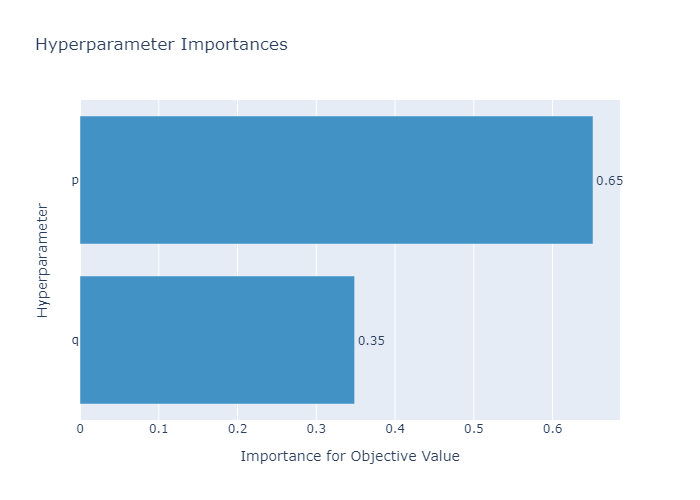 Hyperparameter Importances
Hyperparameter
p
0.65
q
0.35
0 0.1 0.2 0.3 0.4 0.5 0.6
Importance for Objective Value